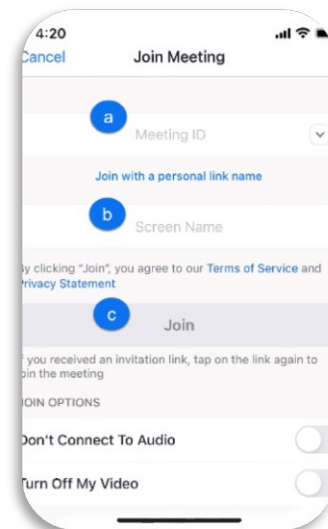 4:20
Cancel Join Meeting
a
Meeting ID
Join with a personal link name
b
Screen Name
By clicking "Join", you agree to our Terms of Service and
Privacy Statement
c
Join
If you received an invitation link, tap on the link again to
join the meeting
JOIN OPTIONS
Don't Connect To Audio
Turn Off My Video